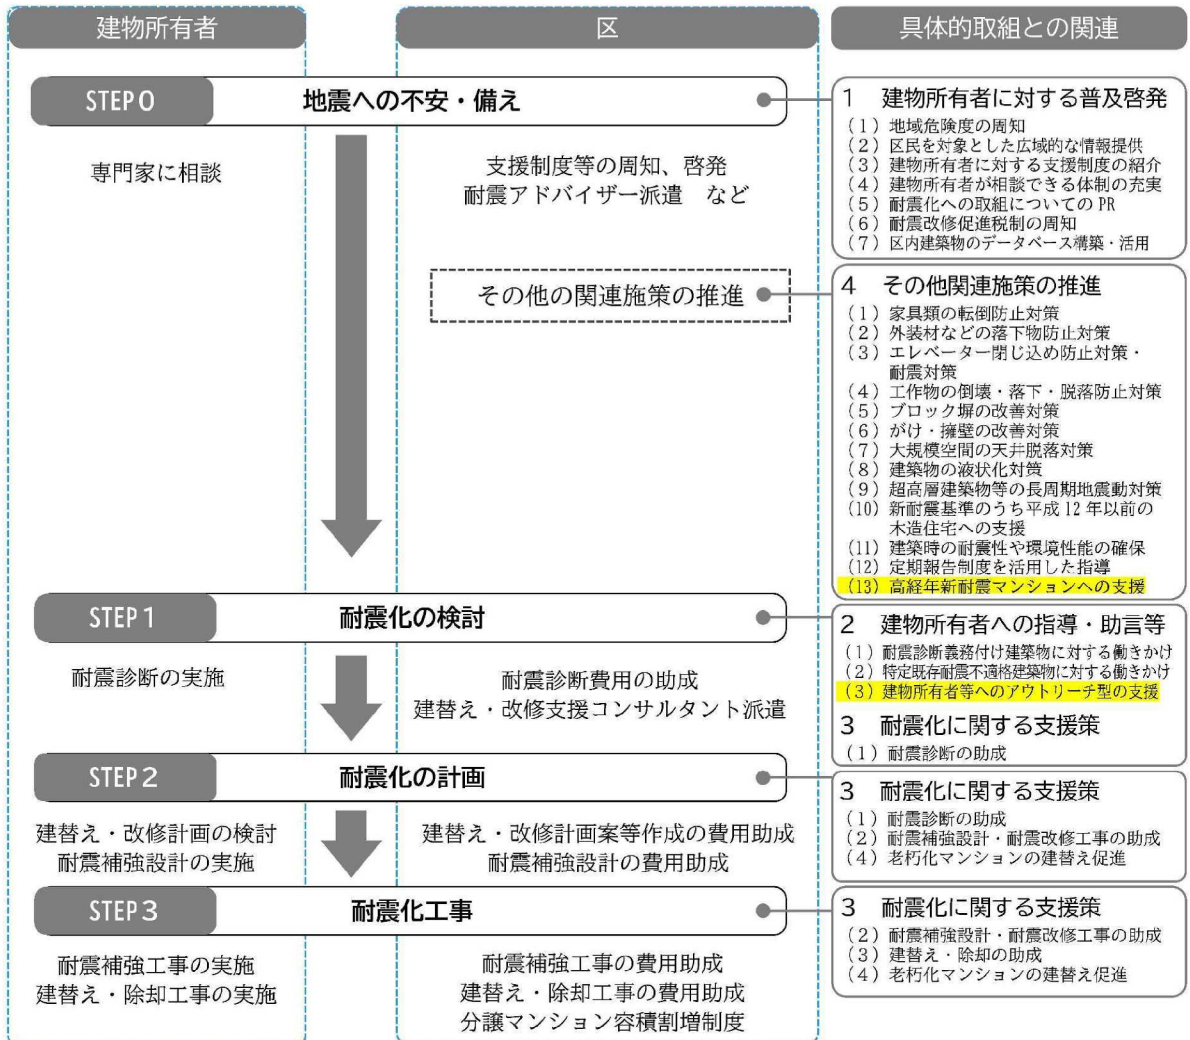 建物所有者
区
具体的取組との関連
STEP 0
地震への不安・備え
専門家に相談
支援制度等の周知、啓発
耐震アドバイザー派遣 など
1 建物所有者に対する普及啓発
(1) 地域危険度の周知
(2) 区民を対象とした広域的な情報提供
(3) 建物所有者に対する支援制度の紹介
(4) 建物所有者が相談できる体制の充実
(5) 耐震化への取組についての PR
(6) 耐震改修促進税制の周知
(7) 区内建築物のデータベース構築・活用
その他の関連施策の推進
4 その他関連施策の推進
(1) 家具類の転倒防止対策
(2) 外装材などの落下物防止対策
(3) エレベーター閉じ込め防止対策・
耐震対策
(4) 工作物の倒壊・落下・脱落防止対策
(5) ブロック塀の改善対策
(6) がけ・擁壁の改善対策
(7) 大規模空間の天井脱落対策
(8) 建築物の液状化対策
(9) 超高層建築物等の長周期地震動対策
(10) 新耐震基準のうち平成 12 年以前の
木造住宅への支援
(11) 建築時の耐震性や環境性能の確保
(12) 定期報告制度を活用した指導
(13) 高経年新耐震マンションへの支援
STEP 1
耐震化の検討
耐震診断の実施
耐震診断費用の助成
建替え・改修支援コンサルタント派遣
2 建物所有者への指導・助言等
(1) 耐震診断義務付け建築物に対する働きかけ
(2) 特定既存耐震不適格建築物に対する働きかけ
(3) 建物所有者等へのアウトリーチ型の支援
3 耐震化に関する支援策
(1) 耐震診断の助成
STEP 2
耐震化の計画
建替え・改修計画の検討
耐震補強設計の実施
建替え・改修計画案等作成の費用助成
耐震補強設計の費用助成
3 耐震化に関する支援策
(1) 耐震診断の助成
(2) 耐震補強設計・耐震改修工事の助成
(4) 老朽化マンションの建替え促進
STEP 3
耐震化工事
耐震補強工事の実施
建替え・除却工事の実施
耐震補強工事の費用助成
建替え・除却工事の費用助成
分譲マンション容積割増制度
3 耐震化に関する支援策
(2) 耐震補強設計・耐震改修工事の助成
(3) 建替え・除却の助成
(4) 老朽化マンションの建替え促進